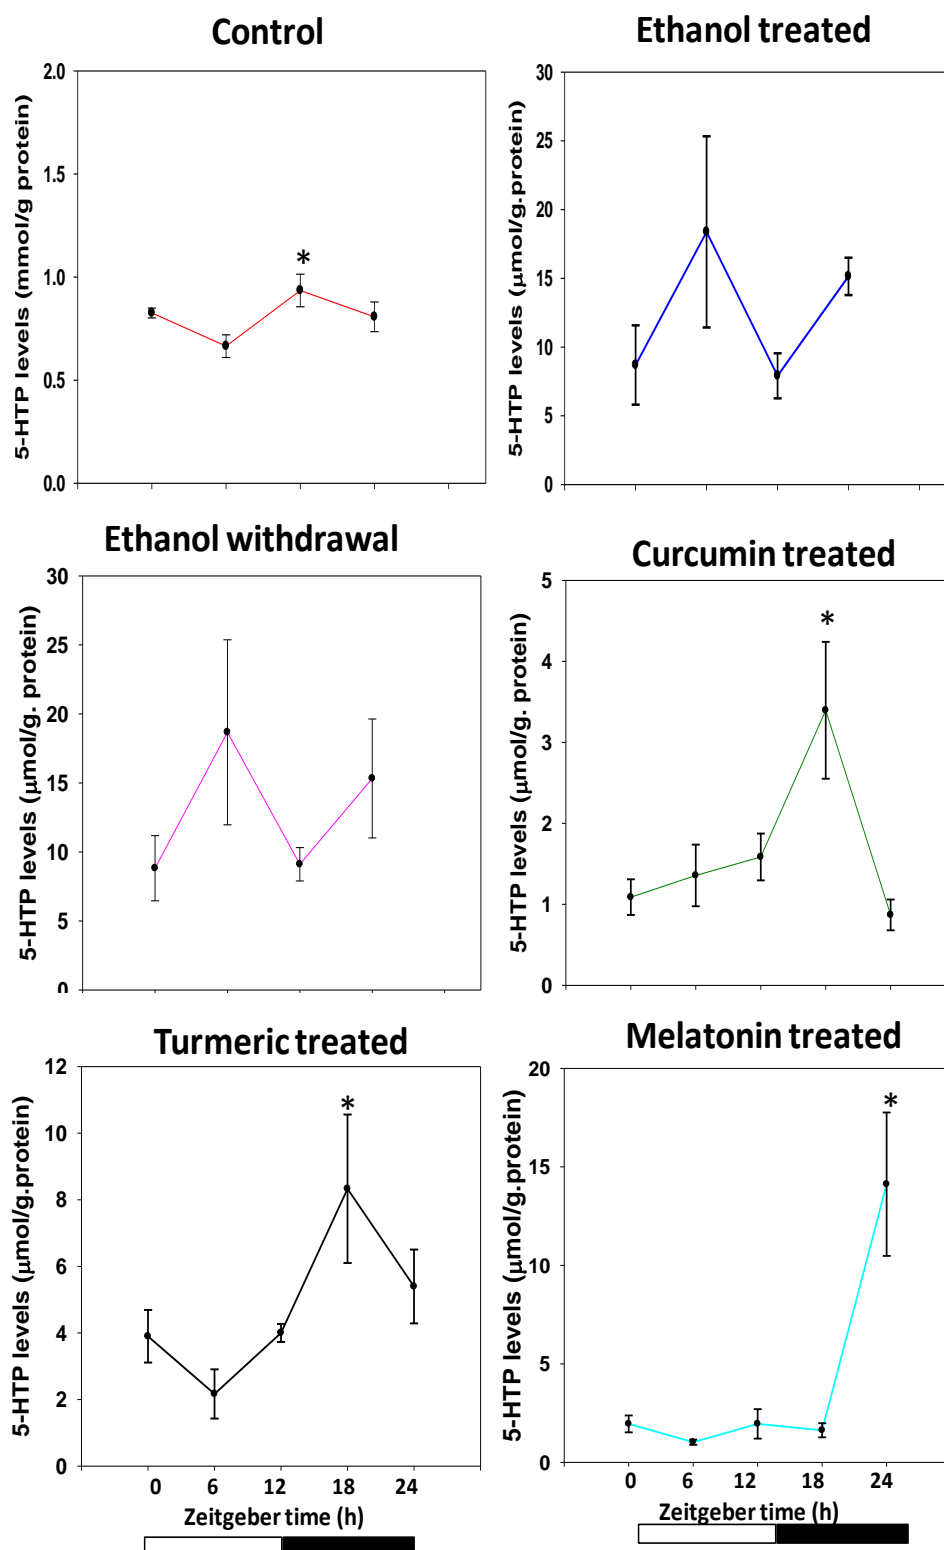 Control
5-HTP levels (mmol/g protein)
2.0
1.5
1.0
0.5
0.0
*
Ethanol treated
5-HTP levels (μmol/g.protein)
30
25
20
15
10
5
0
Ethanol withdrawal
5-HTP levels (μmol/g. protein)
30
25
20
15
10
5
0
Curcumin treated
5-HTP levels (μmol/g. protein)
5
4
3
2
1
0
*
Turmeric treated
5-HTP levels (μmol/g.protein)
12
10
8
6
4
2
0
*
0 6 12 18 24
Zeitgeber time (h)
Melatonin treated
5-HTP levels (μmol/g.protein)
20
15
10
5
0
*
0 6 12 18 24
Zeitgeber time (h)